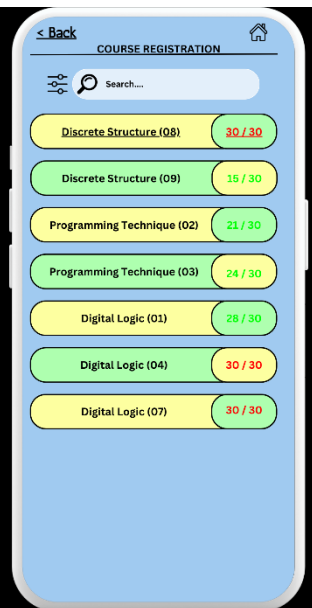 < Back
COURSE REGISTRATION
Search....
Discrete Structure (08) 30 / 30
Discrete Structure (09) 15 / 30
Programming Technique (02) 21 / 30
Programming Technique (03) 24 / 30
Digital Logic (01) 28 / 30
Digital Logic (04) 30 / 30
Digital Logic (07) 30 / 30